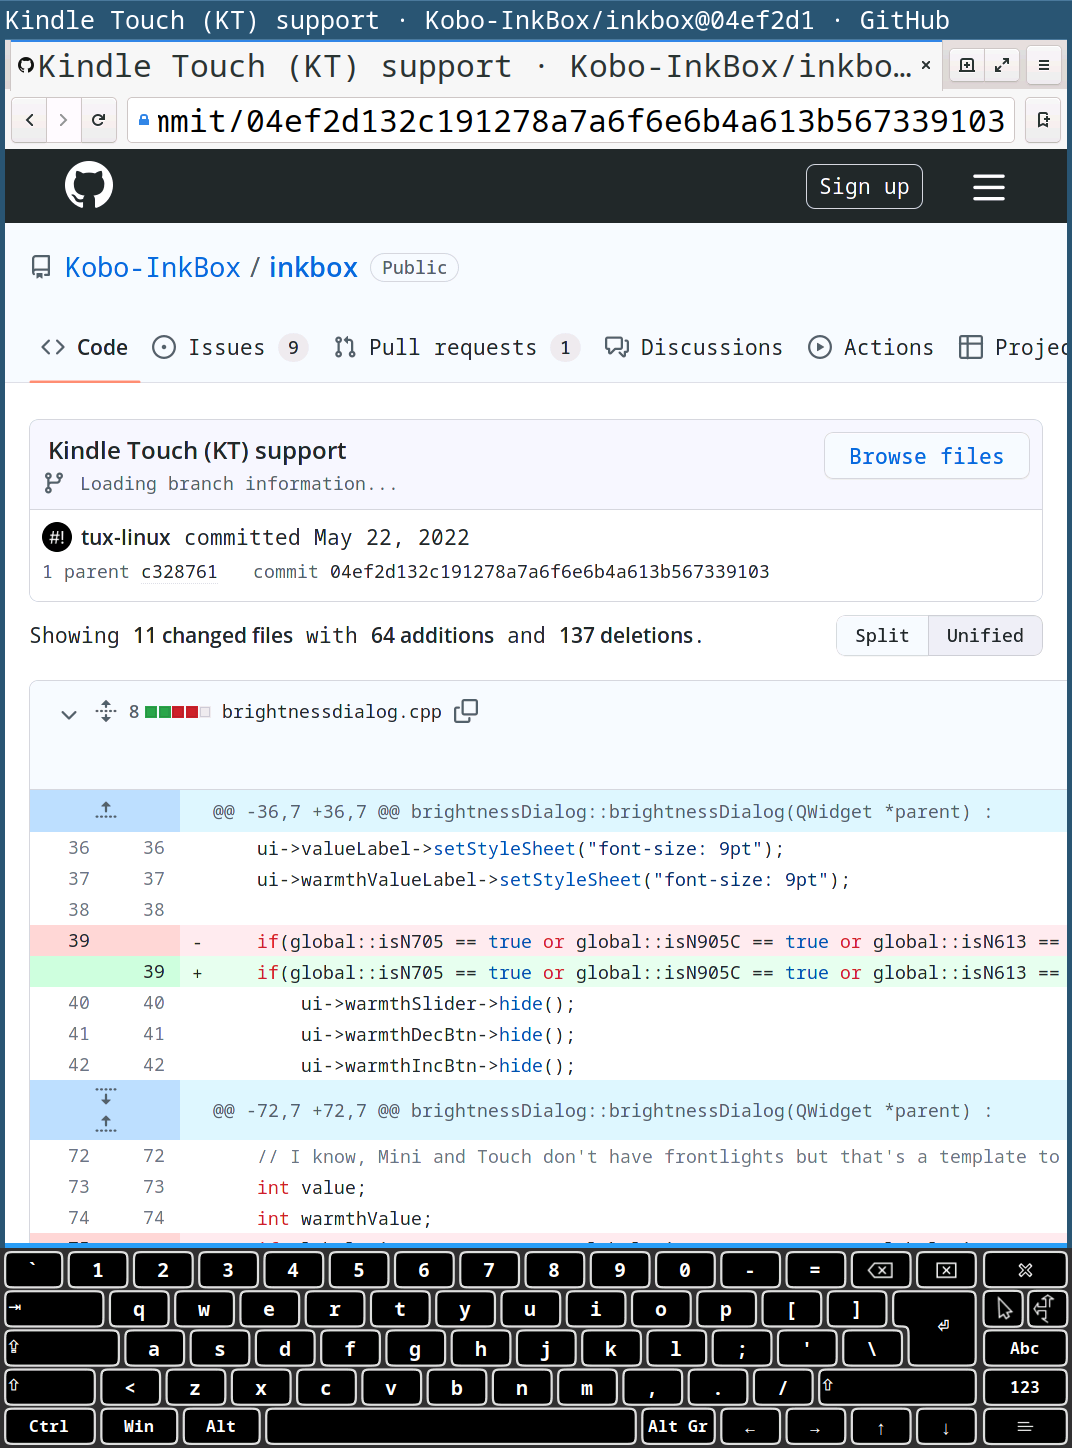 Kindle Touch (KT) support · Kobo-InkBox/inkbox@04ef2d1 · GitHub
Kindle Touch (KT) support · Kobo-InkBox/inkbo… ×
mmit/04ef2d132c191278a7a6f6e6b4a613b567339103
Sign up
Kobo-InkBox / inkbox Public
Code Issues 9 Pull requests 1 Discussions Actions Projec
Kindle Touch (KT) support
Browse files
Loading branch information...
#! tux-linux committed May 22, 2022
1 parent c328761 commit 04ef2d132c191278a7a6f6e6b4a613b567339103
Showing 11 changed files with 64 additions and 137 deletions.
Split Unified
8 brightnessdialog.cpp
@@ -36,7 +36,7 @@ brightnessDialog::brightnessDialog(QWidget *parent) :
36 36 ui->valueLabel->setStyleSheet("font-size: 9pt");
37 37 ui->warmthValueLabel->setStyleSheet("font-size: 9pt");
38 38
39 - if(global::isN705 == true or global::isN905C == true or global::isN613 ==
39 + if(global::isN705 == true or global::isN905C == true or global::isN613 ==
40 40 ui->warmthSlider->hide();
41 41 ui->warmthDecBtn->hide();
42 42 ui->warmthIncBtn->hide();
@@ -72,7 +72,7 @@ brightnessDialog::brightnessDialog(QWidget *parent) :
72 72 // I know, Mini and Touch don't have frontlights but that's a template to
73 73 int value;
74 74 int warmthValue;
` 1 2 3 4 5 6 7 8 9 0 - =
q w e r t y u i o p [ ]
a s d f g h j k l ; ' \ Abc
< z x c v b n m , . / 123
Ctrl Win Alt Alt Gr ← → ↑ ↓